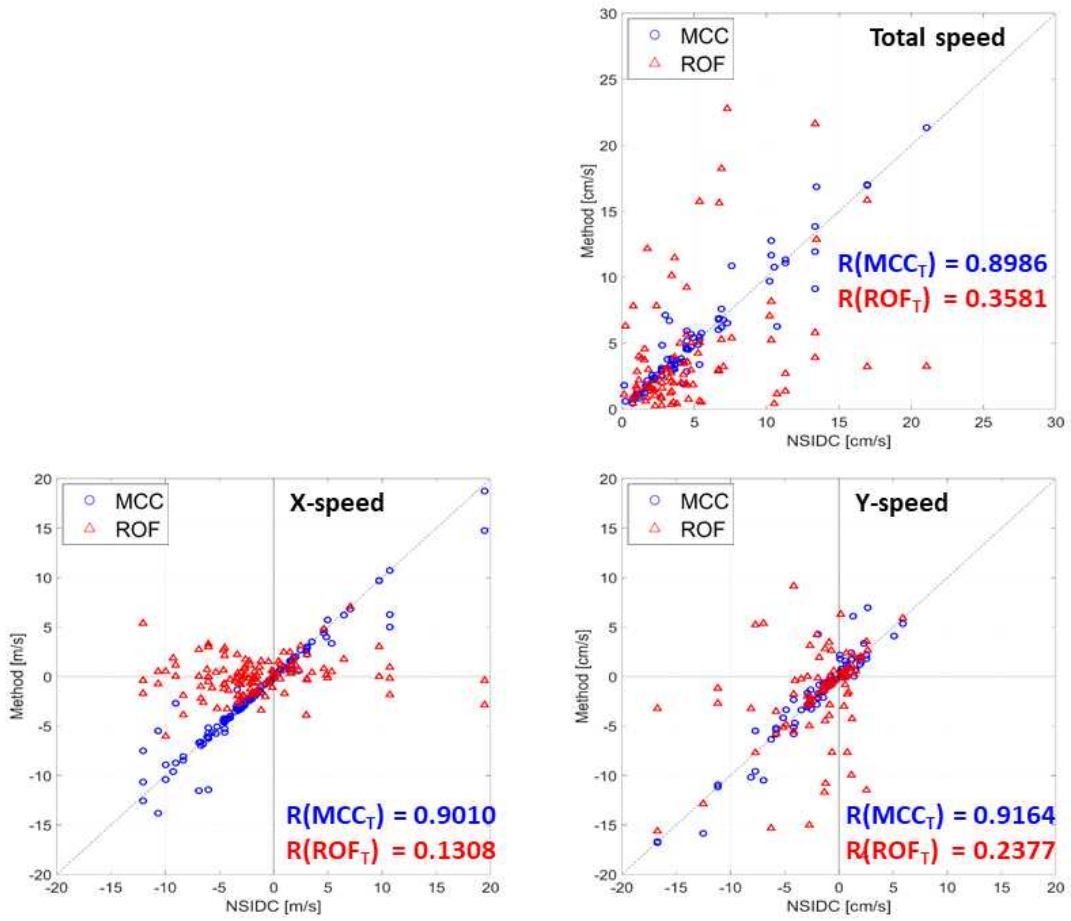 30
MCC
ROF
Total speed
25
20
15
10
5
0
Method [cm/s]
R(MCC_T) = 0.8986
R(ROF_T) = 0.3581
0 5 10 15 20 25 30
NSIDC [cm/s]
20
MCC
ROF
X-speed
15
10
5
0
-5
-10
-15
-20
Method [m/s]
R(MCC_T) = 0.9010
R(ROF_T) = 0.1308
-20 -15 -10 -5 0 5 10 15 20
NSIDC [m/s]
20
MCC
ROF
Y-speed
15
10
5
0
-5
-10
-15
-20
Method [cm/s]
R(MCC_T) = 0.9164
R(ROF_T) = 0.2377
-20 -15 -10 -5 0 5 10 15 20
NSIDC [cm/s]